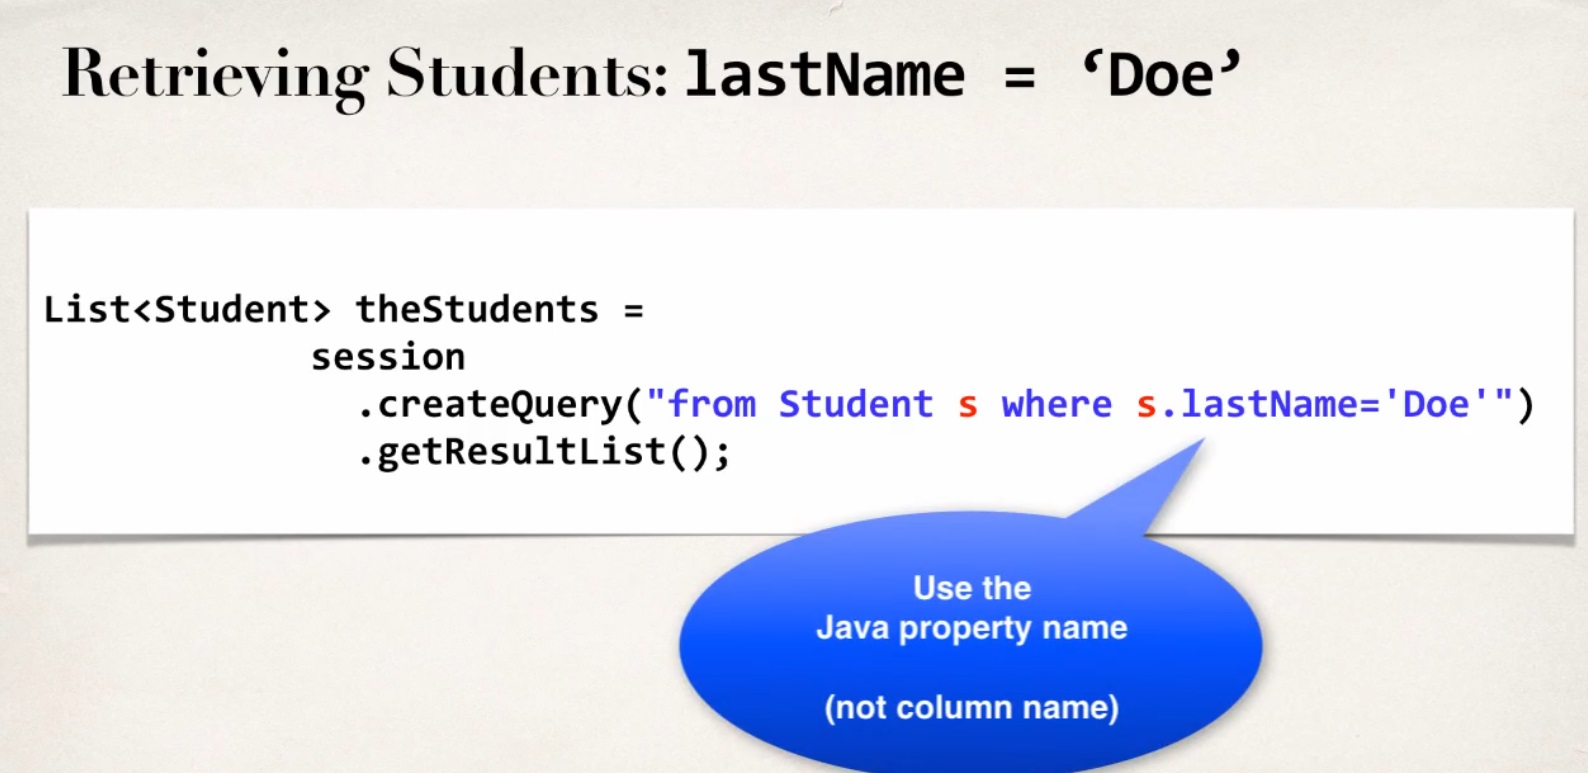 Retrieving Students: lastName = ‘Doe’
List<Student> theStudents =
session
.createQuery("from Student s where s.lastName='Doe'")
.getResultList();
Use the
Java property name
(not column name)